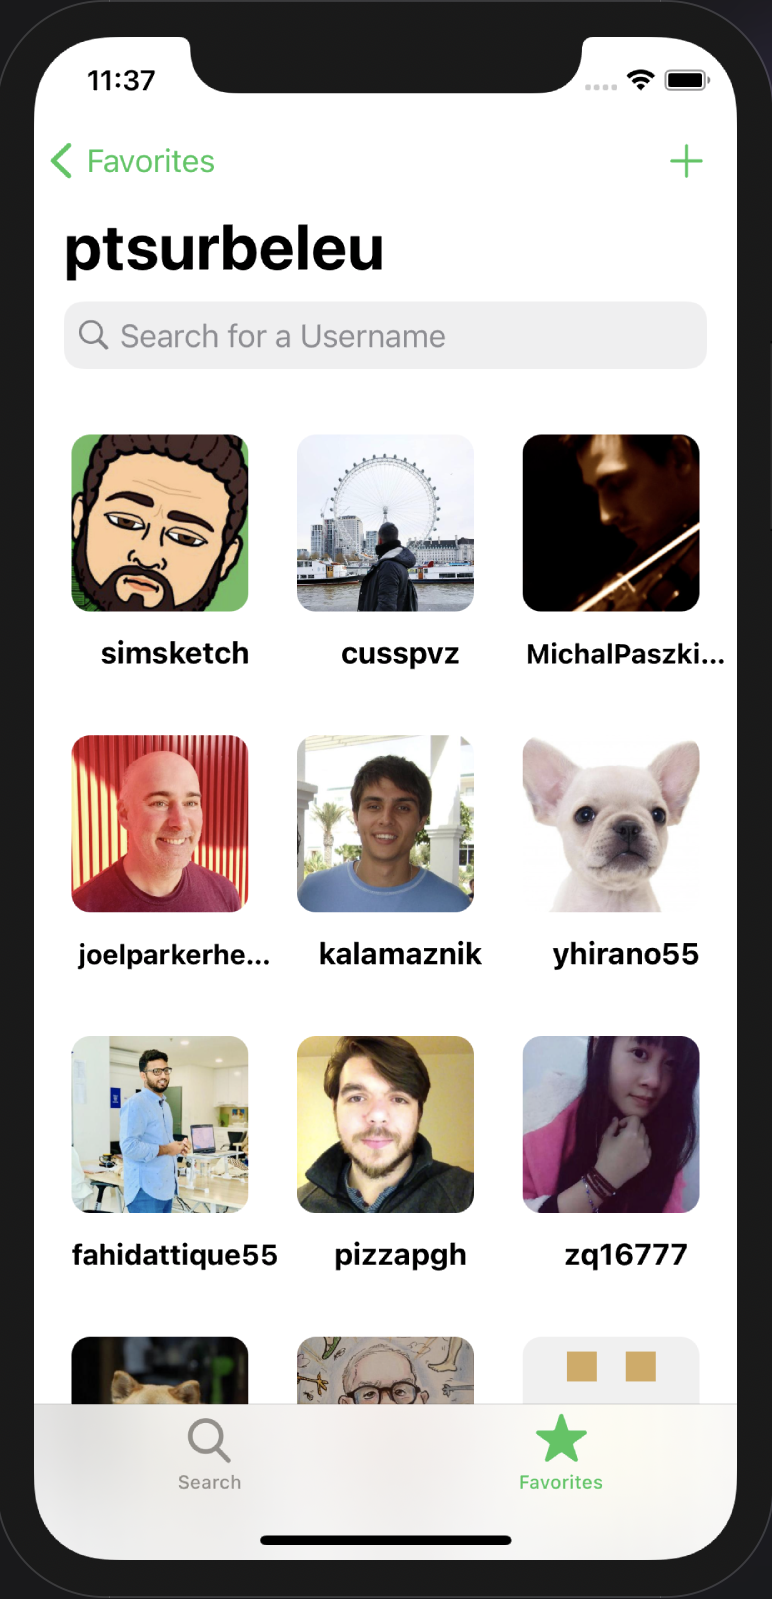 11:37
Favorites
ptsurbeleu
Search for a Username
simsketch
cusspvz
MichalPaszki...
joelparkerhe...
kalamaznik
yhirano55
fahidattique55
pizzapgh
zq16777
Search
Favorites